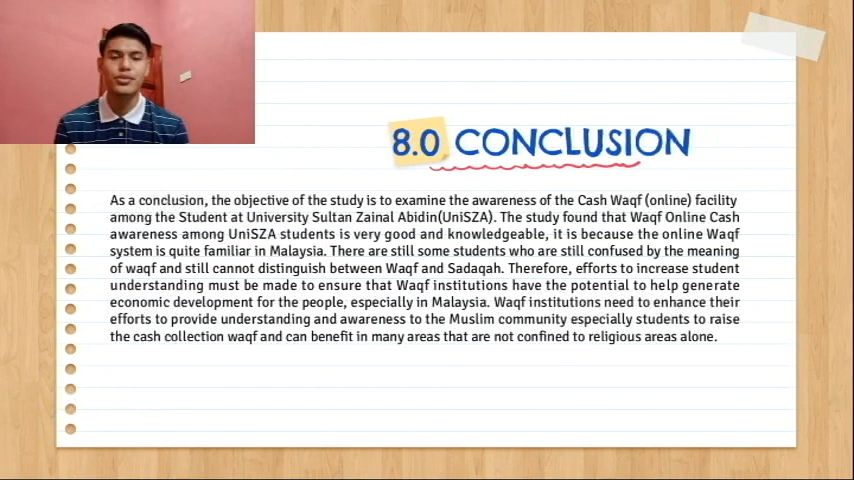 8.0 CONCLUSION
As a conclusion, the objective of the study is to examine the awareness of the Cash Waqf (online) facility
among the Student at University Sultan Zainal Abidin(UniSZA). The study found that Waqf Online Cash
awareness among UniSZA students is very good and knowledgeable, it is because the online Waqf
system is quite familiar in Malaysia. There are still some students who are still confused by the meaning
of waqf and still cannot distinguish between Waqf and Sadaqah. Therefore, efforts to increase student
understanding must be made to ensure that Waqf institutions have the potential to help generate
economic development for the people, especially in Malaysia. Waqf institutions need to enhance their
efforts to provide understanding and awareness to the Muslim community especially students to raise
the cash collection waqf and can benefit in many areas that are not confined to religious areas alone.